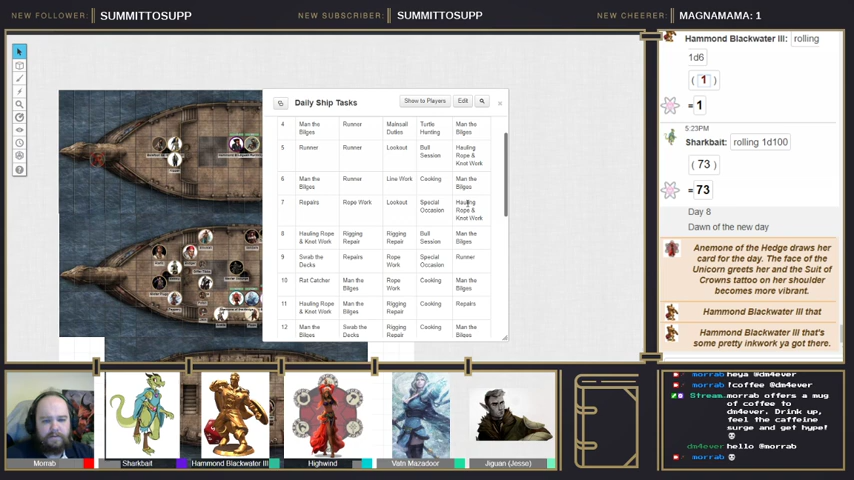 NEW FOLLOWER: SUMMITTOSUPP NEW SUBSCRIBER: SUMMITTOSUPP NEW CHEERER: MAGNAMAMA: 1
Daily Ship Tasks
Show to Players
Edit
4 Man the Bilges Runner Mainsail Duties Turtle Hunting Man the Bilges
5 Runner Runner Lookout Bull Session Hauling Rope & Knot Work
6 Man the Bilges Runner Line Work Cooking Man the Bilges
7 Repairs Rope Work Lookout Special Occasion Hauling Rope & Knot Work
8 Hauling Rope & Knot Work Rigging Repair Rigging Repair Bull Session Man the Bilges
9 Swab the Decks Repairs Rope Work Special Occasion Runner
10 Rat Catcher Man the Bilges Rope Work Cooking Man the Bilges
11 Hauling Rope & Knot Work Man the Bilges Rigging Repair Cooking Repairs
12 Man the Bilges Swab the Decks Rigging Repair Cooking Man the Bilges
Hammond Blackwater III: rolling
1d6
( 1 )
= 1
5:23PM
Sharkbait: rolling 1d100
( 73 )
= 73
Day 8
Dawn of the new day
Anemone of the Hedge draws her
card for the day. The face of the
Unicorn greets her and the Suit of
Crowns tattoo on her shoulder
becomes more vibrant.
Hammond Blackwater III that
Hammond Blackwater III that's
some pretty inkwork ya got there.
morrab heya @dm4ever
morrab !coffee @dm4ever
Stream… morrab offers a mug
of coffee to
dm4ever. Drink up,
feel the caffeine
surge and get hype!
dm4ever hello @morrab
morrab
Morrab
Sharkbait
Hammond Blackwater III
Highwind
Vatn Mazadoor
Jiguan (Jesse)